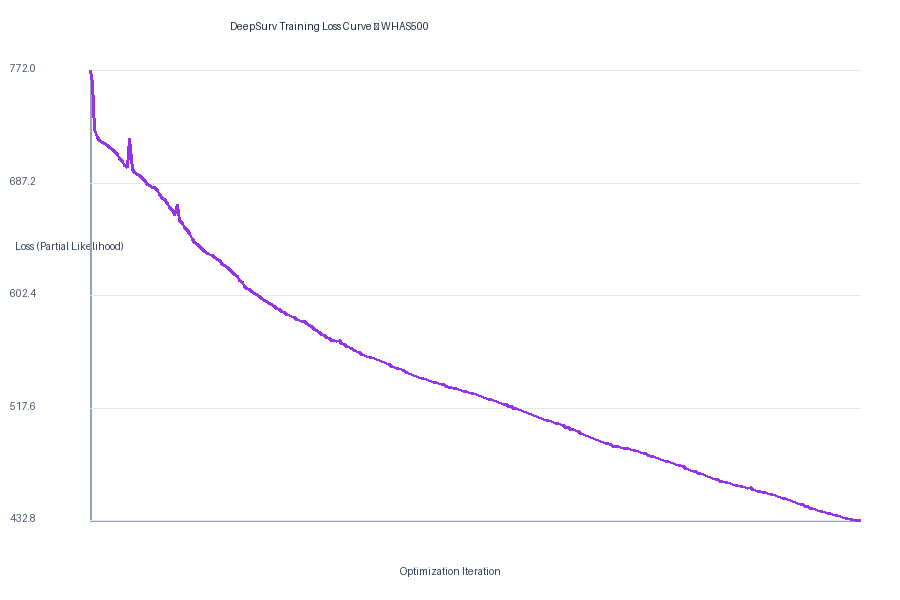 DeepSurv Training Loss Curve ▯ WHAS500
772.0
687.2
Loss (Partial Likelihood)
602.4
517.6
432.8
Optimization Iteration